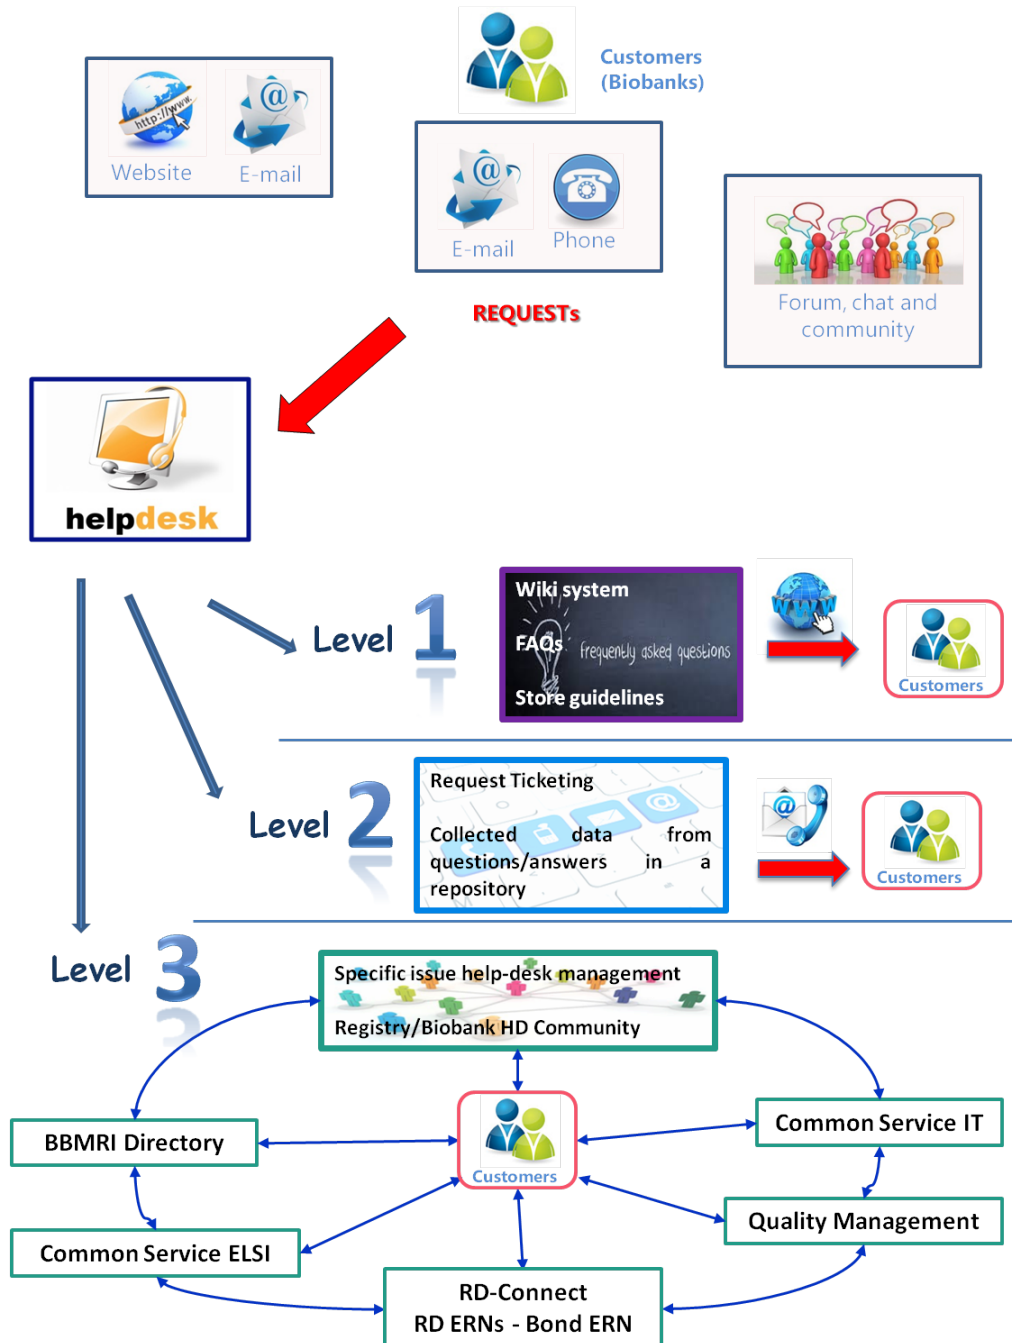 Customers
(Biobanks)
http://www.
@
Website
E-mail
@
E-mail
Phone
Forum, chat and
community
REQUESTs
helpdesk
Level 1
Wiki system
FAQs
frequently asked questions
Store guidelines
WWW
Customers
Level 2
Request Ticketing
@
Collected data from
questions/answers in a
repository
@
Customers
Level 3
Specific issue help-desk management
Registry/Biobank HD Community
BBMRI Directory
Customers
Common Service IT
Common Service ELSI
Quality Management
RD-Connect
RD ERNs - Bond ERN